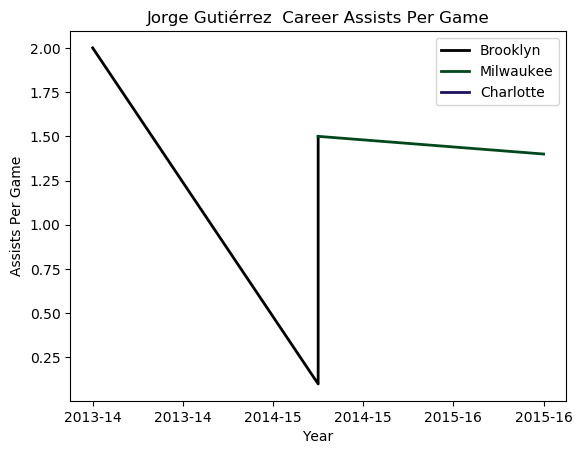 Jorge Gutiérrez  Career Assists Per Game
Brooklyn
Milwaukee
Charlotte
2.00
1.75
1.50
1.25
1.00
0.75
0.50
0.25
Assists Per Game
2013-14 2013-14 2014-15 2014-15 2015-16 2015-16
Year